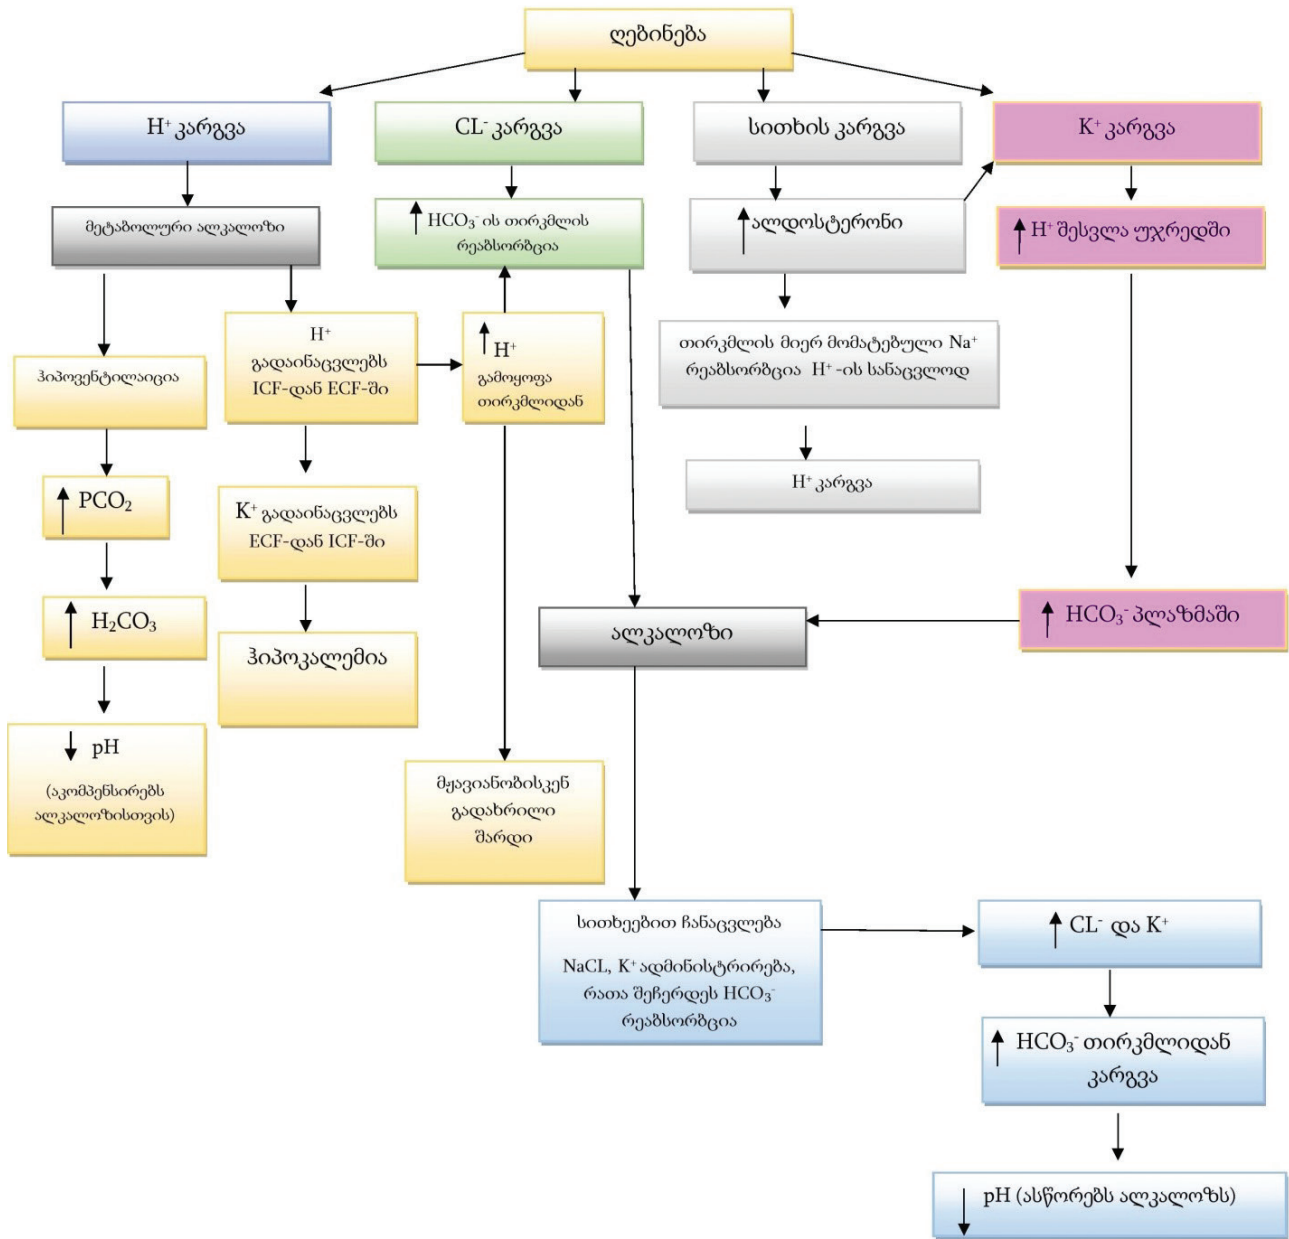 ღებინება
H⁺ კარგვა
CL⁻ კარგვა
სითხის კარგვა
K⁺ კარგვა
მეტაბოლური ალკალოზი
↑ HCO₃⁻ ის თირკმლის
რეაბსორბცია
↑ ალდოსტერონი
↑ H⁺ შესვლა უჯრედში
ჰიპოვენტილაიცია
H⁺
გადაინაცვლებს
ICF-დან ECF-ში
↑ H⁺
გამოყოფა
თირკმლიდან
თირკმლის მიერ მომატებული Na⁺
რეაბსორბცია H⁺ -ის სანაცვლოდ
↑ PCO₂
K⁺ გადაინაცვლებს
ECF-დან ICF-ში
H⁺ კარგვა
↑ H₂CO₃
ჰიპოკალემია
ალკალოზი
↑ HCO₃⁻ პლაზმაში
↓ pH
(აკომპენსირებს
ალკალოზისთვის)
მჟავიანობისკენ
გადახრილი
შარდი
სითხეებით ჩანაცვლება
NaCL, K⁺ ადმინისტრირება,
რათა შეჩერდეს HCO₃⁻
რეაბსორბცია
↑ CL⁻ და K⁺
↑ HCO₃⁻ თირკმლიდან
კარგვა
↓ pH (ასწორებს ალკალოზს)